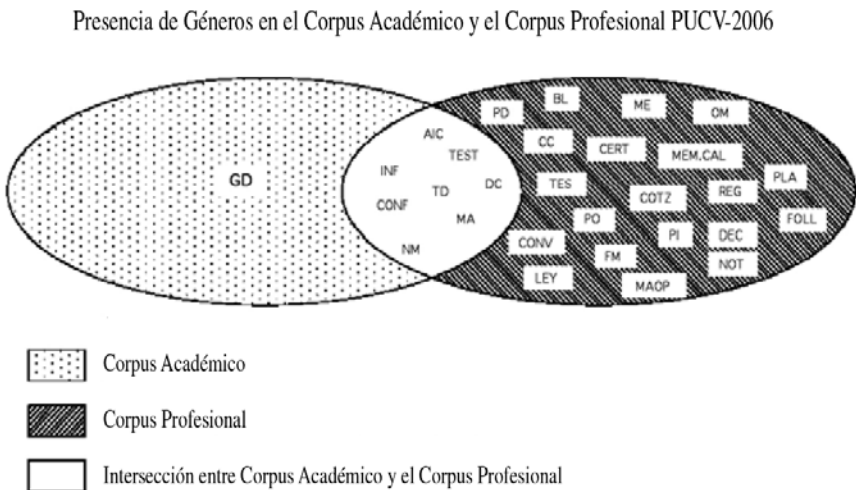 Presencia de Géneros en el Corpus Académico y el Corpus Profesional PUCV-2006
GD
AIC
TEST
INF
TD
DC
CONF
MA
NM
PD
BL
ME
OM
CC
CERT
MEM.CAL
TES
COTZ
REG
PLA
PO
PI
DEC
FOLL
CONV
FM
NOT
LEY
MAOP
Corpus Académico
Corpus Profesional
Intersección entre Corpus Académico y el Corpus Profesional